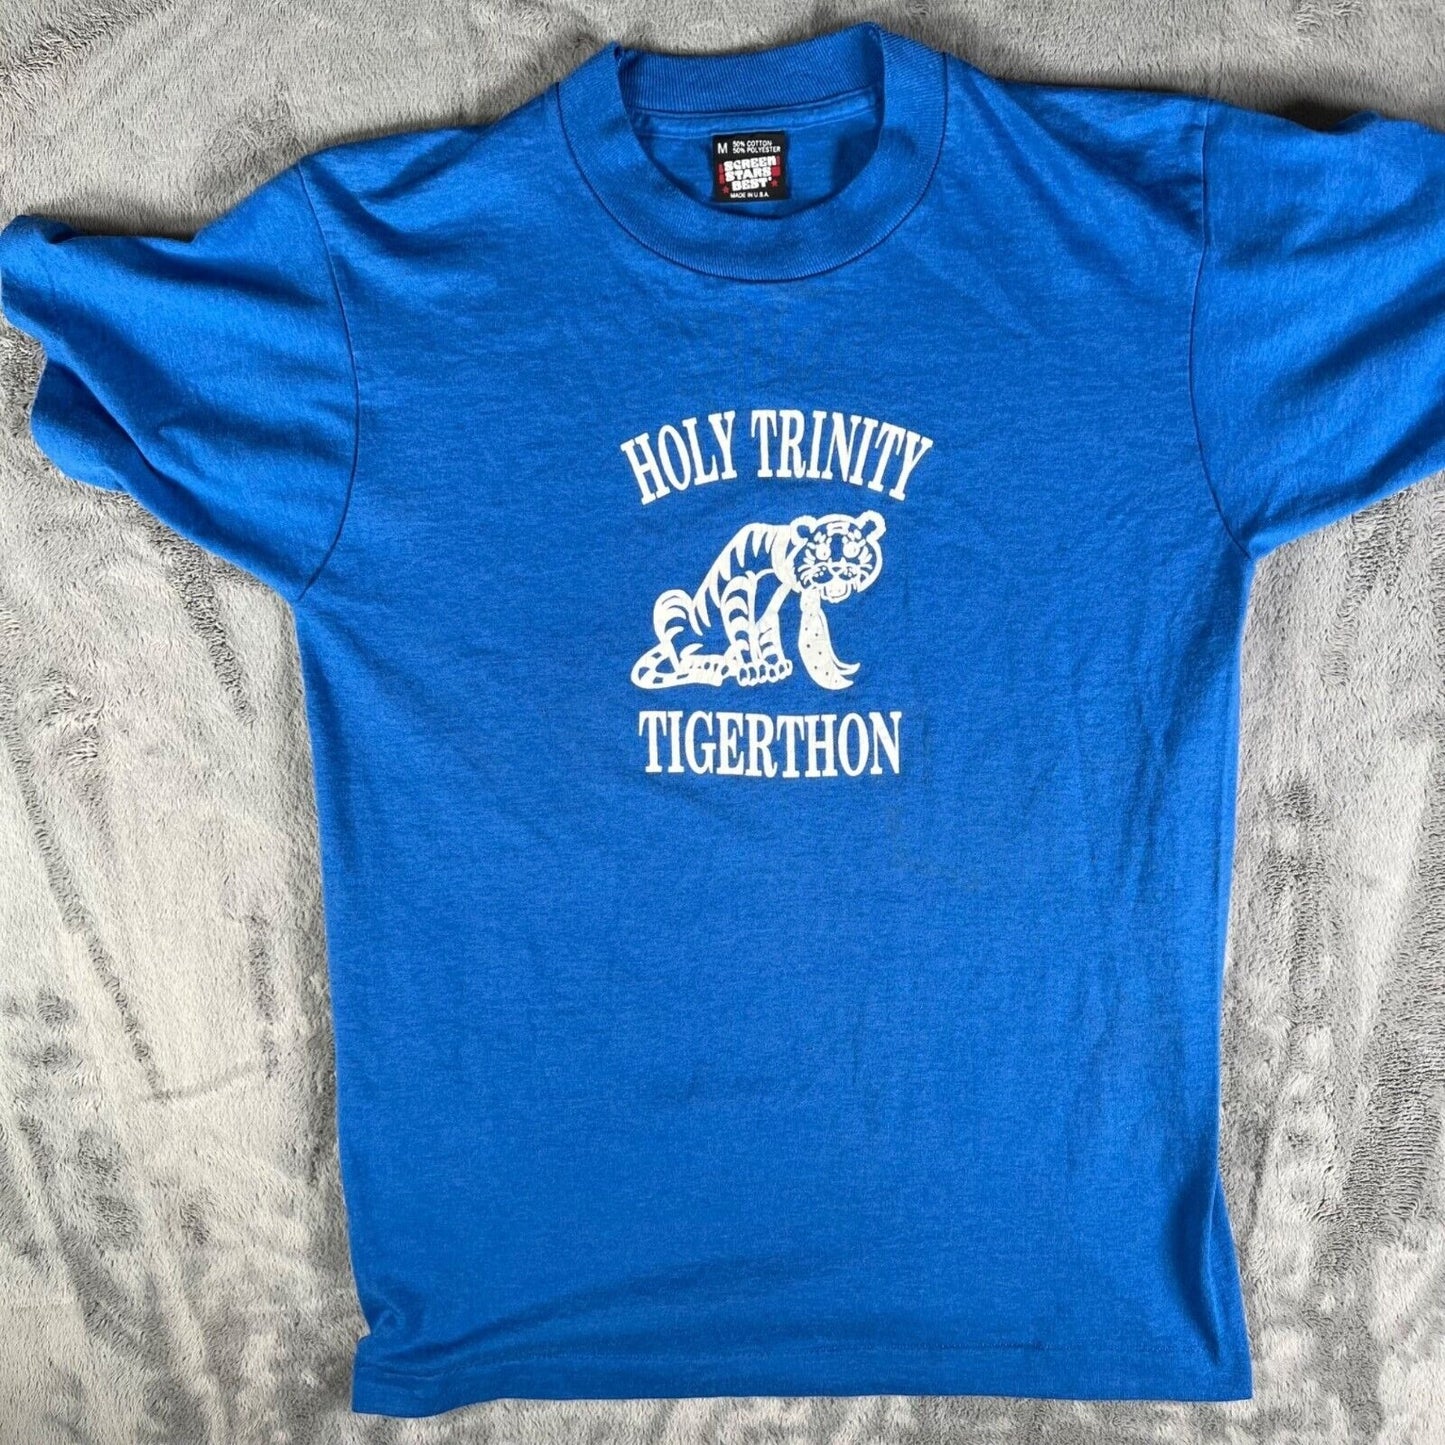 M 50% COTTON
50% POLYESTER
SCREEN
STARS
BEST
MADE IN U.S.A.
HOLY TRINITY
TIGERTHON